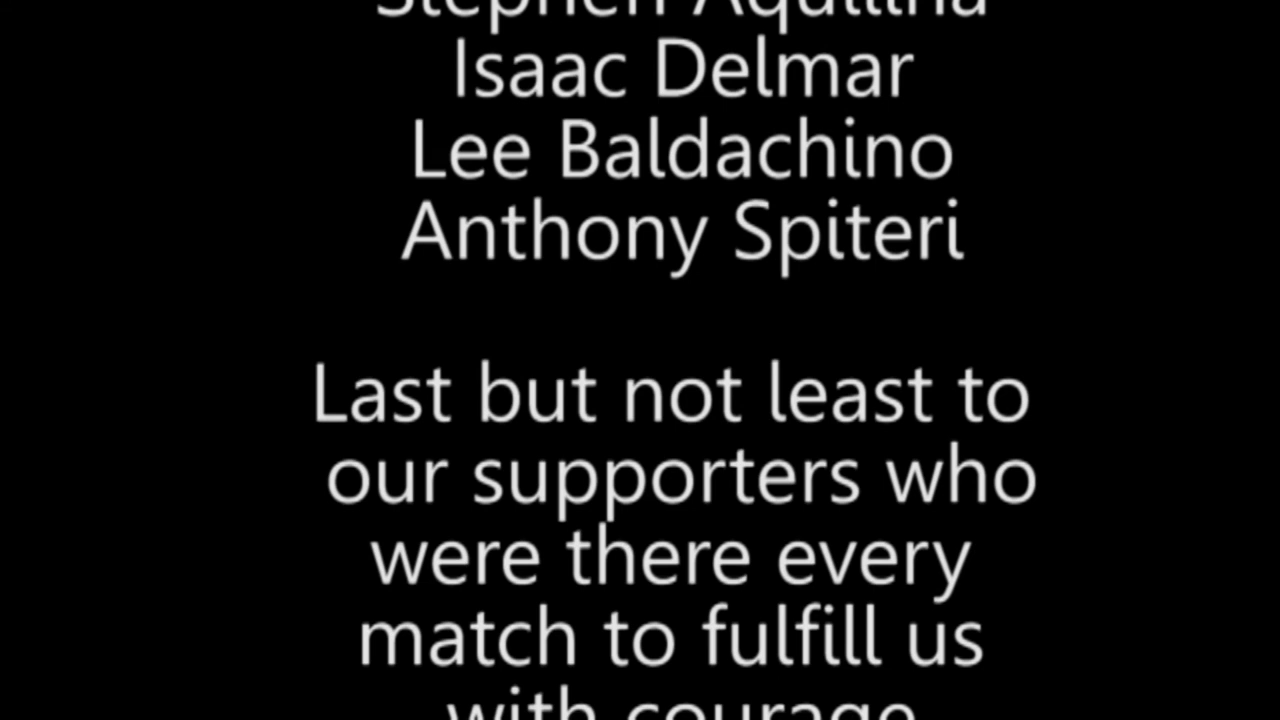 Stephen Aquilina
Isaac Delmar
Lee Baldachino
Anthony Spiteri
Last but not least to
our supporters who
were there every
match to fulfill us
with courage